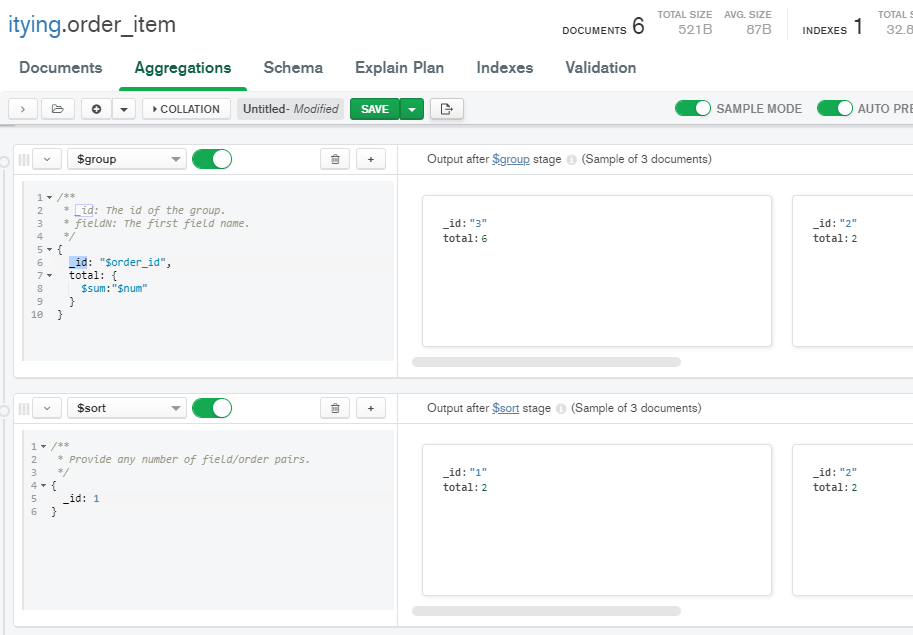 itying.order_item
DOCUMENTS 6 TOTAL SIZE 521B AVG. SIZE 87B INDEXES 1 TOTAL S 32.8
Documents Aggregations Schema Explain Plan Indexes Validation
COLLATION Untitled- Modified SAVE SAMPLE MODE AUTO PRE
$group
Output after $group stage (Sample of 3 documents)
1 /**
2 * _id: The id of the group.
3 * fieldN: The first field name.
4 */
5 {
6 _id: "$order_id",
7 total: {
8 $sum:"$num"
9 }
10 }
_id: "3"
total: 6
_id: "2"
total: 2
$sort
Output after $sort stage (Sample of 3 documents)
1 /**
2 * Provide any number of field/order pairs.
3 */
4 {
5 _id: 1
6 }
_id: "1"
total: 2
_id: "2"
total: 2